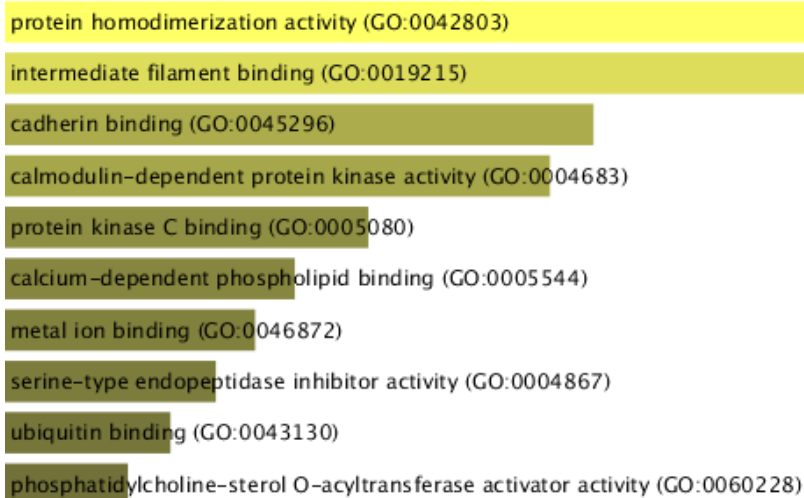 protein homodimerization activity (GO:0042803)
intermediate filament binding (GO:0019215)
cadherin binding (GO:0045296)
calmodulin-dependent protein kinase activity (GO:0004683)
protein kinase C binding (GO:0005080)
calcium-dependent phospholipid binding (GO:0005544)
metal ion binding (GO:0046872)
serine-type endopeptidase inhibitor activity (GO:0004867)
ubiquitin binding (GO:0043130)
phosphatidylcholine-sterol O-acyltransferase activator activity (GO:0060228)